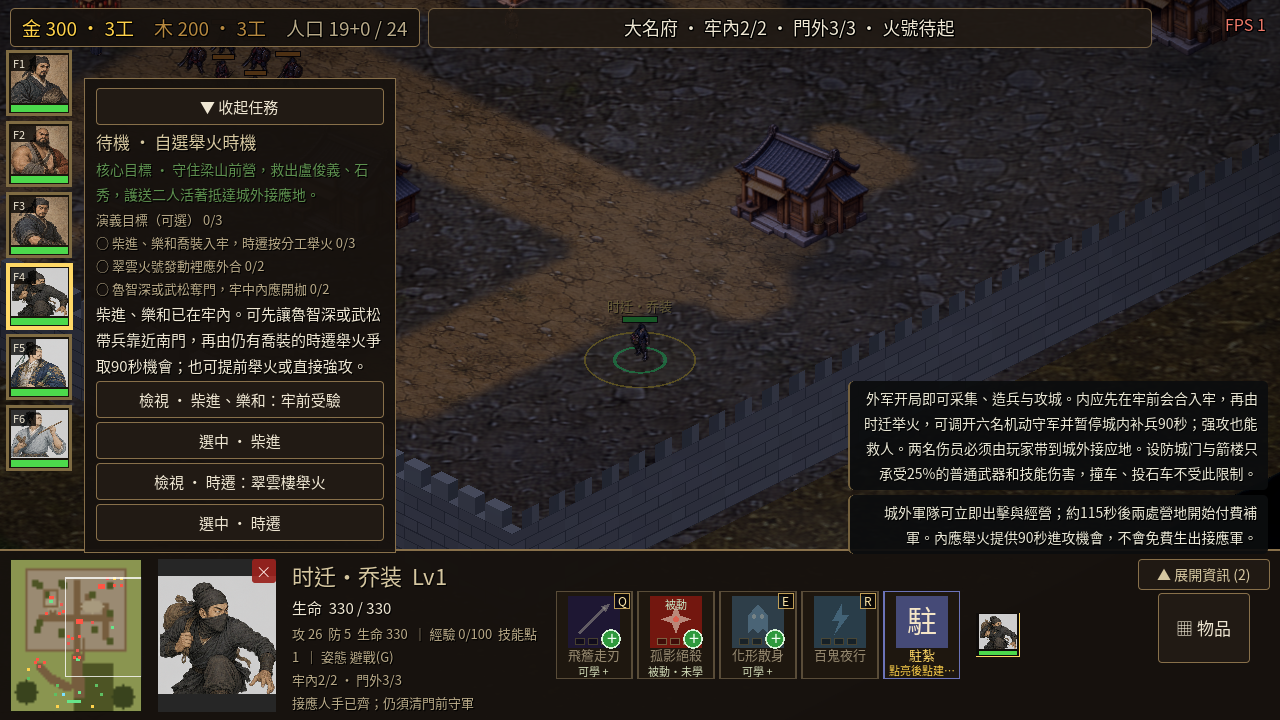 金 300 · 3工 木 200 · 3工 人口 19+0 / 24
大名府 · 牢內2/2 · 門外3/3 · 火號待起
FPS 1
F1
F2
F3
F4
F5
F6
▼ 收起任務
待機 · 自選舉火時機
核心目標 · 守住梁山前營，救出盧俊義、石
秀，護送二人活著抵達城外接應地。
演義目標（可選） 0/3
○ 柴進、樂和喬裝入牢，時遷按分工舉火 0/3
○ 翠雲火號發動裡應外合 0/2
○ 魯智深或武松奪門，牢中內應開枷 0/2
柴進、樂和已在牢內。可先讓魯智深或武松
帶兵靠近南門，再由仍有喬裝的時遷舉火爭
取90秒機會；也可提前舉火或直接強攻。
檢視 · 柴進、樂和：牢前受驗
選中 · 柴進
檢視 · 時遷：翠雲樓舉火
選中 · 時遷
时迁·乔装
外军开局即可采集、造兵与攻城。内应先在牢前会合入牢，再由
时迁举火，可调开六名机动守军并暂停城内补兵90秒；强攻也能
救人。两名伤员必须由玩家带到城外接应地。设防城门与箭楼只
承受25%的普通武器和技能伤害，撞车、投石车不受此限制。
城外軍隊可立即出擊與經營；約115秒後兩處營地開始付費補
軍。內應舉火提供90秒進攻機會，不會免費生出接應軍。
▲ 展開資訊 (2)
时迁·乔装 Lv1
生命 330 / 330
攻 26 防 5 生命 330 ｜ 經驗 0/100 技能點
1 ｜ 姿態 避戰(G)
牢內2/2 · 門外3/3
接應人手已齊；仍須清門前守軍
Q
飛簷走刃
可學 +
被動
孤影絕殺
被動·未學
E
化形散身
可學 +
R
百鬼夜行
駐
駐紮
點亮後點建…
▦ 物品